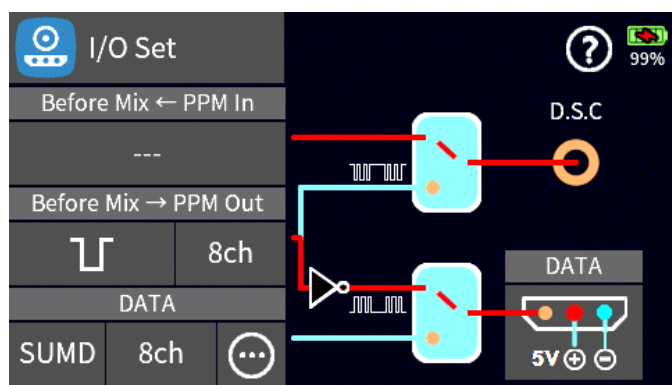 I/O Set
99%
Before Mix ← PPM In
D.S.C
---
Before Mix → PPM Out
8ch
DATA
DATA
SUMD 8ch
5V